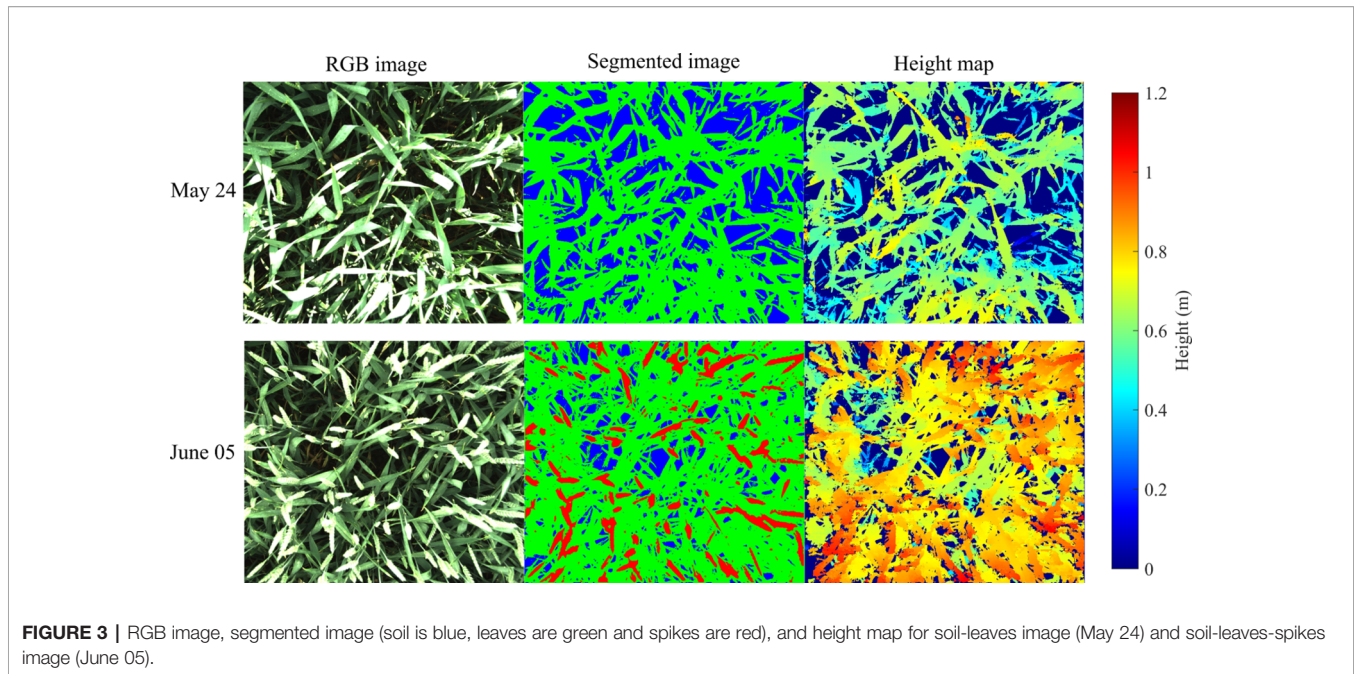 RGB image
Segmented image
Height map
May 24
June 05
1.2
1
0.8
0.6
0.4
0.2
0
Height (m)
FIGURE 3 | RGB image, segmented image (soil is blue, leaves are green and spikes are red), and height map for soil-leaves image (May 24) and soil-leaves-spikes
image (June 05).